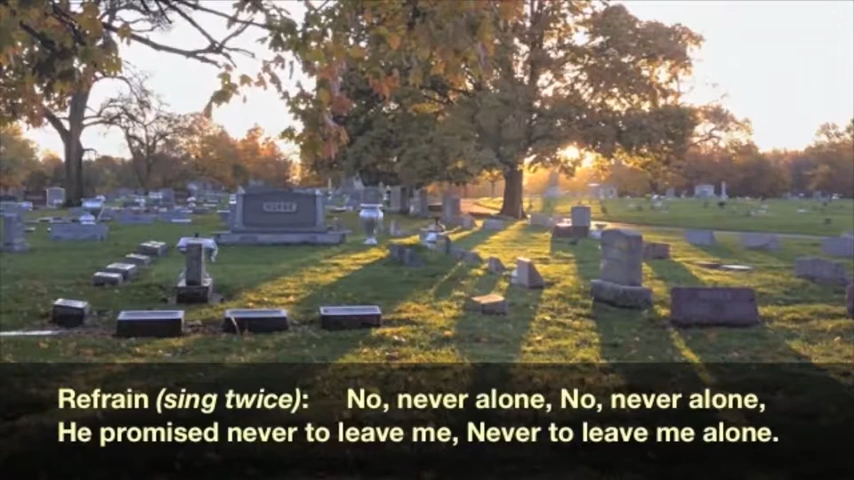 Refrain (sing twice): No, never alone, No, never alone,
He promised never to leave me, Never to leave me alone.